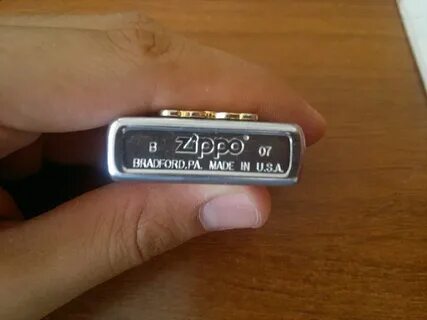 B Zippo® 07
BRADFORD,PA. MADE IN U.S.A.